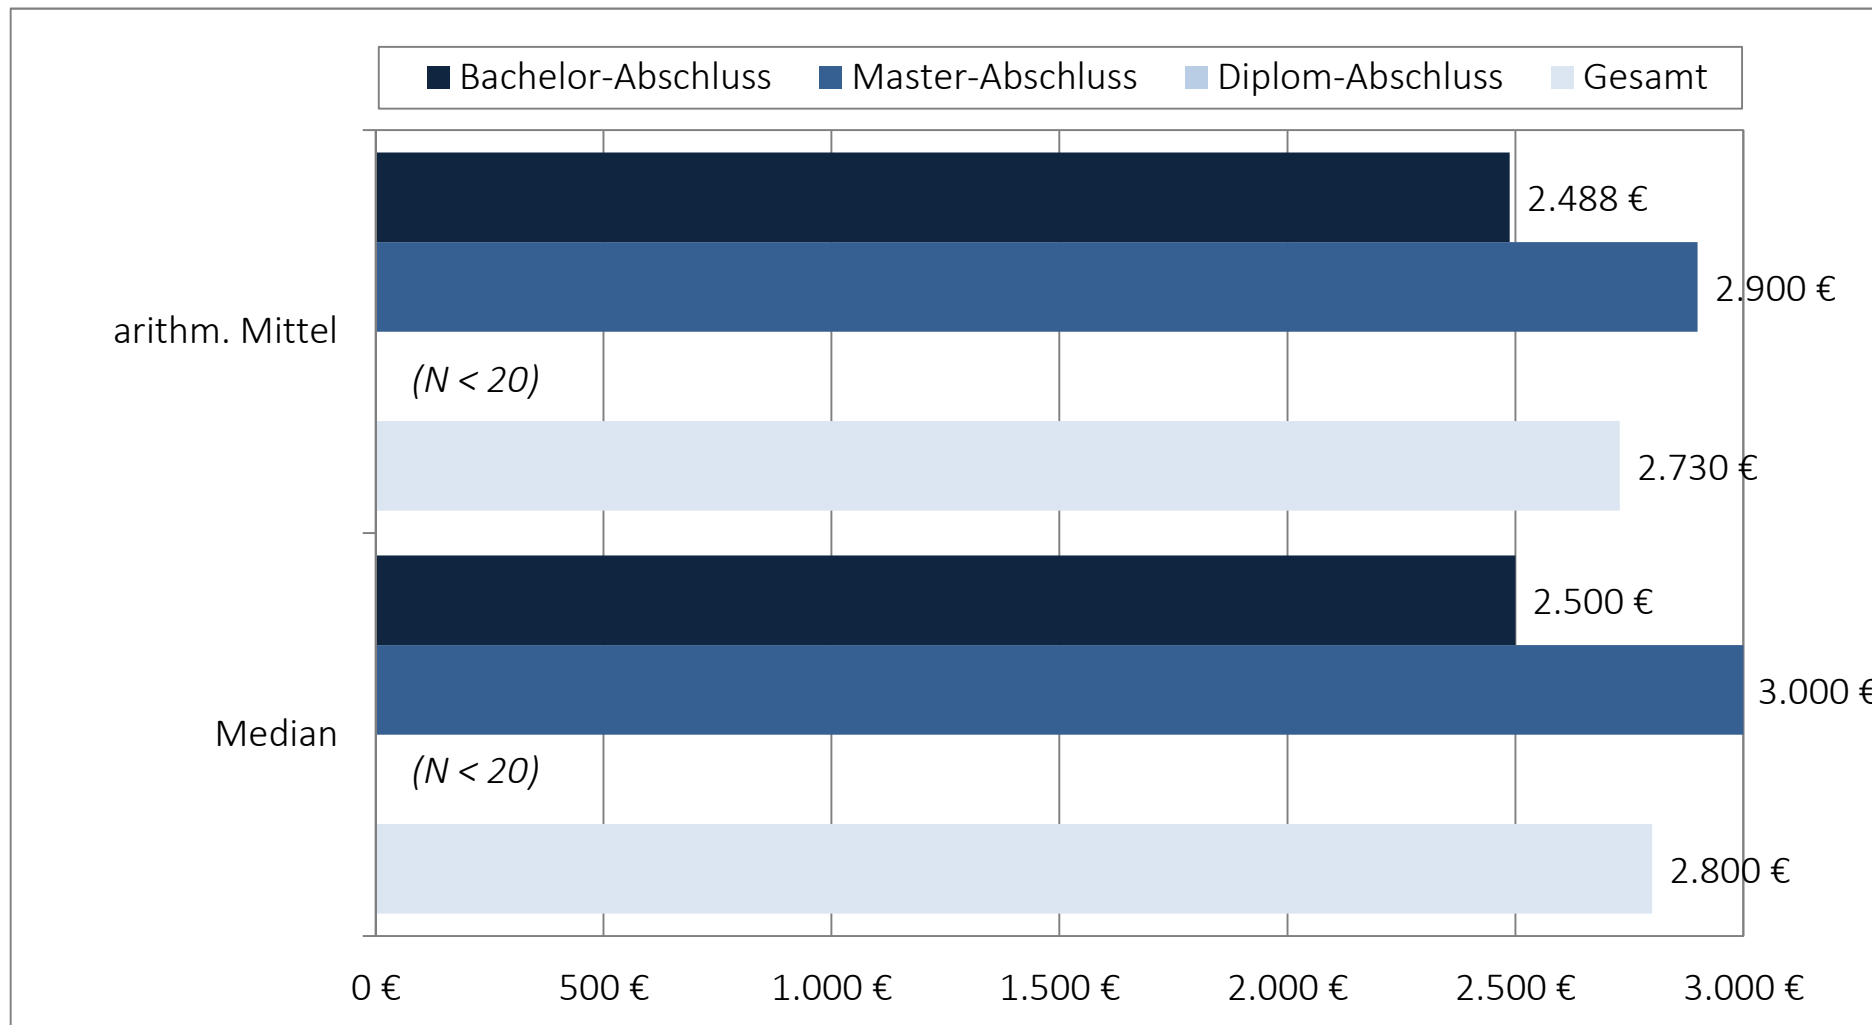 Bachelor-Abschluss Master-Abschluss Diplom-Abschluss Gesamt
2.488 €
2.900 €
arithm. Mittel
(N < 20)
2.730 €
2.500 €
3.000 €
Median
(N < 20)
2.800 €
0 € 500 € 1.000 € 1.500 € 2.000 € 2.500 € 3.000 €